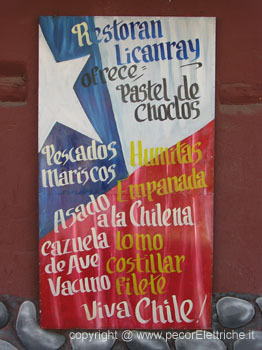 Restoran
Licanray
ofrece=
Pastel de
Choclos
Pescados
Mariscos
Humitas
Empanada
Asado
a la Chilena
cazuela
de Ave
Vacuno
lomo
costillar
filete
Viva Chile!
copyright @ www.pecorElettriche.it